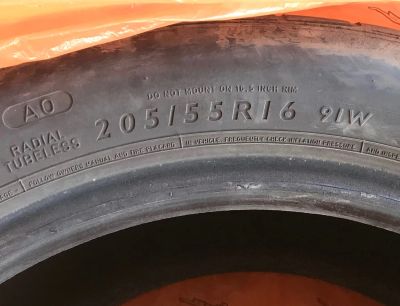 DO NOT MOUNT ON 16.5 INCH RIM
AO
205/55R16 91W
RADIAL
TUBELESS
FOLLOW OWNERS MANUAL AND TIRE PLACARD IN VEHICLE. FREQUENTLY CHECK INFLATION PRESSURE